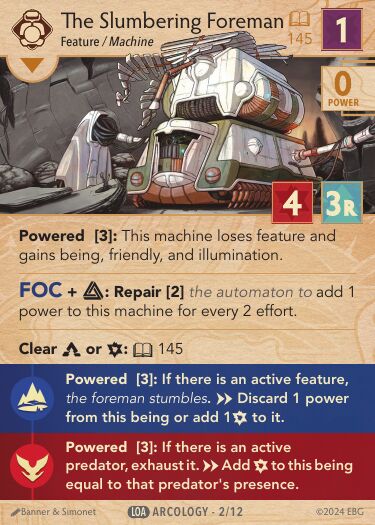 The Slumbering Foreman
145
1
Feature / Machine
0
POWER
4
3R
Powered [3]: This machine loses feature and
gains being, friendly, and illumination.
FOC + : Repair [2] the automaton to add 1
power to this machine for every 2 effort.
Clear or : 145
Powered [3]: If there is an active feature,
the foreman stumbles. Discard 1 power
from this being or add 1 to it.
Powered [3]: If there is an active
predator, exhaust it. Add to this being
equal to that predator's presence.
Banner & Simonet
LOA ARCOLOGY - 2/12
©2024 EBG